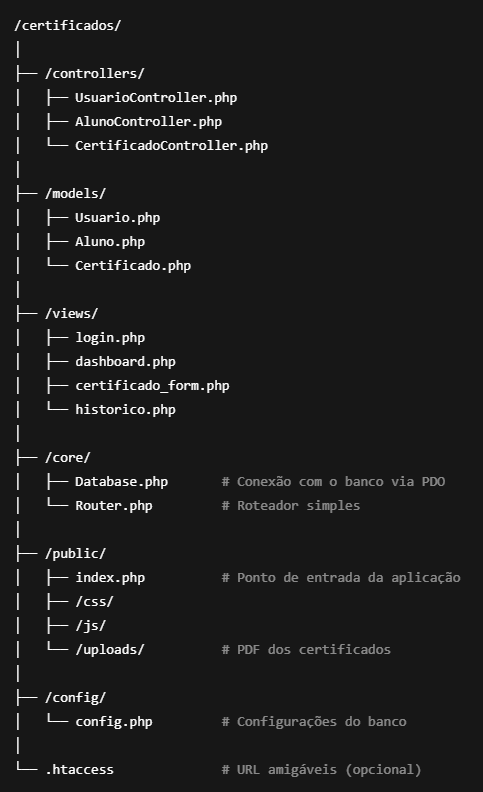 /certificados/
│
├── /controllers/
│   ├── UsuarioController.php
│   ├── AlunoController.php
│   └── CertificadoController.php
│
├── /models/
│   ├── Usuario.php
│   ├── Aluno.php
│   └── Certificado.php
│
├── /views/
│   ├── login.php
│   ├── dashboard.php
│   ├── certificado_form.php
│   └── historico.php
│
├── /core/
│   ├── Database.php       # Conexão com o banco via PDO
│   └── Router.php         # Roteador simples
│
├── /public/
│   ├── index.php          # Ponto de entrada da aplicação
│   ├── /css/
│   ├── /js/
│   └── /uploads/          # PDF dos certificados
│
├── /config/
│   └── config.php         # Configurações do banco
│
└── .htaccess              # URL amigáveis (opcional)